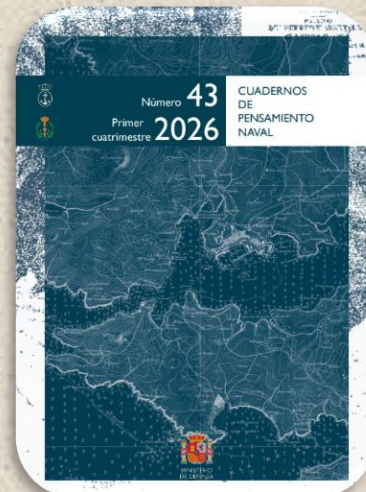 Número 43
Primer
cuatrimestre 2026
CUADERNOS
DE
PENSAMIENTO
NAVAL
MINISTERIO
DE DEFENSA